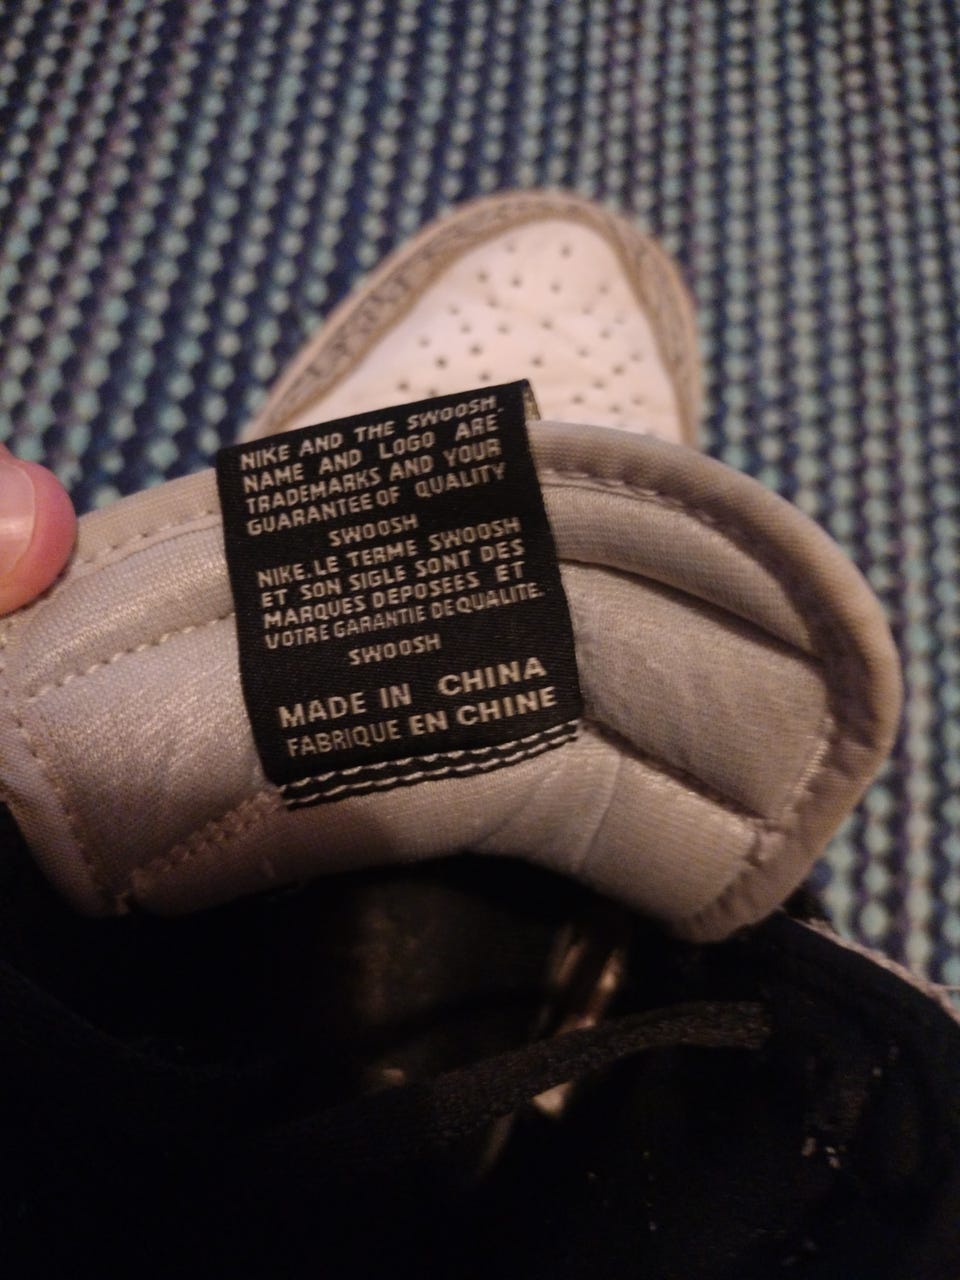 NIKE AND THE SWOOSH
NAME AND LOGO ARE
TRADEMARKS AND YOUR
GUARANTEE OF QUALITY
SWOOSH
NIKE.LE TERME SWOOSH
ET SON SIGLE SONT DES
MARQUES DEPOSEES ET
VOTRE GARANTIE DE QUALITE.
SWOOSH
MADE IN CHINA
FABRIQUE EN CHINE